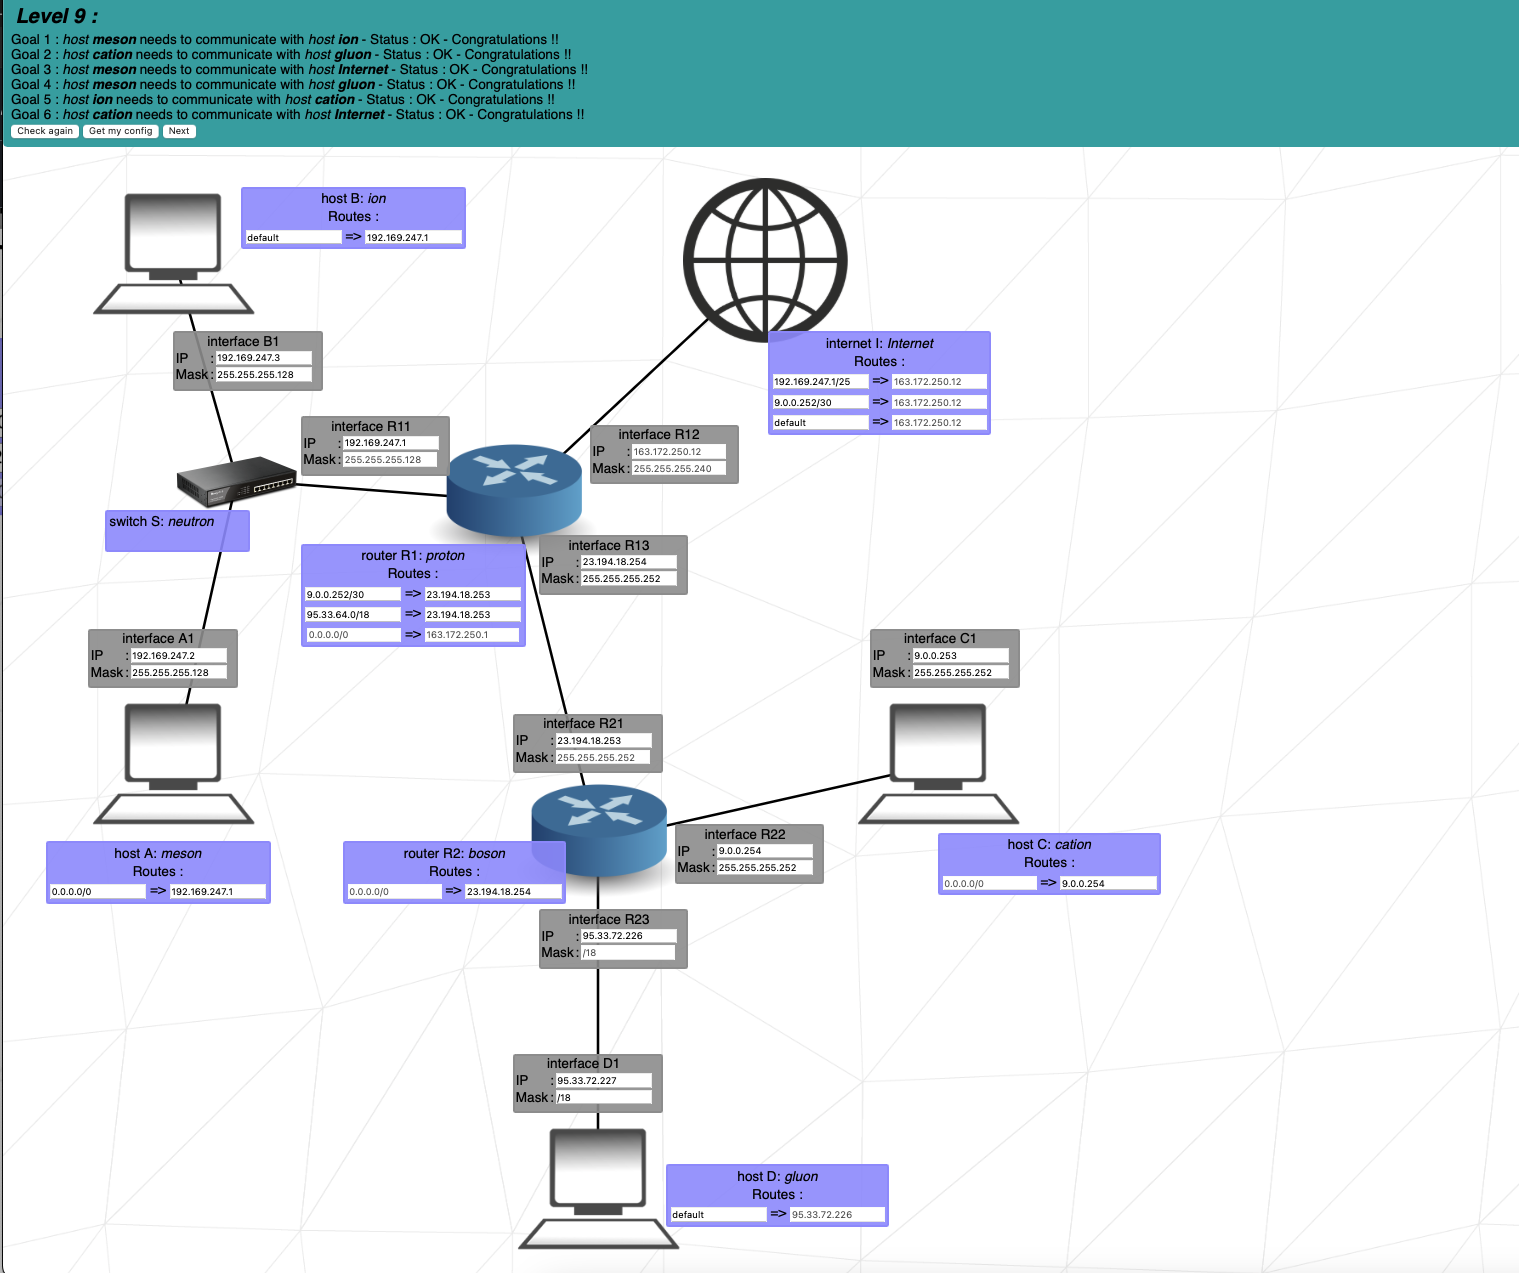 Level 9 :
Goal 1 : host meson needs to communicate with host ion - Status : OK - Congratulations !!
Goal 2 : host cation needs to communicate with host gluon - Status : OK - Congratulations !!
Goal 3 : host meson needs to communicate with host Internet - Status : OK - Congratulations !!
Goal 4 : host meson needs to communicate with host gluon - Status : OK - Congratulations !!
Goal 5 : host ion needs to communicate with host cation - Status : OK - Congratulations !!
Goal 6 : host cation needs to communicate with host Internet - Status : OK - Congratulations !!
Check again Get my config Next
host B: ion
Routes :
default => 192.169.247.1
interface B1
IP : 192.169.247.3
Mask : 255.255.255.128
internet I: Internet
Routes :
192.169.247.1/25 => 163.172.250.12
9.0.0.252/30 => 163.172.250.12
default => 163.172.250.12
interface R11
IP : 192.169.247.1
Mask : 255.255.255.128
interface R12
IP : 163.172.250.12
Mask : 255.255.255.240
switch S: neutron
router R1: proton
Routes :
9.0.0.252/30 => 23.194.18.253
95.33.64.0/18 => 23.194.18.253
0.0.0.0/0 => 163.172.250.1
interface R13
IP : 23.194.18.254
Mask : 255.255.255.252
interface A1
IP : 192.169.247.2
Mask : 255.255.255.128
interface C1
IP : 9.0.0.253
Mask : 255.255.255.252
interface R21
IP : 23.194.18.253
Mask : 255.255.255.252
host A: meson
Routes :
0.0.0.0/0 => 192.169.247.1
router R2: boson
Routes :
0.0.0.0/0 => 23.194.18.254
interface R22
IP : 9.0.0.254
Mask : 255.255.255.252
host C: cation
Routes :
0.0.0.0/0 => 9.0.0.254
interface R23
IP : 95.33.72.226
Mask : /18
interface D1
IP : 95.33.72.227
Mask : /18
host D: gluon
Routes :
default => 95.33.72.226